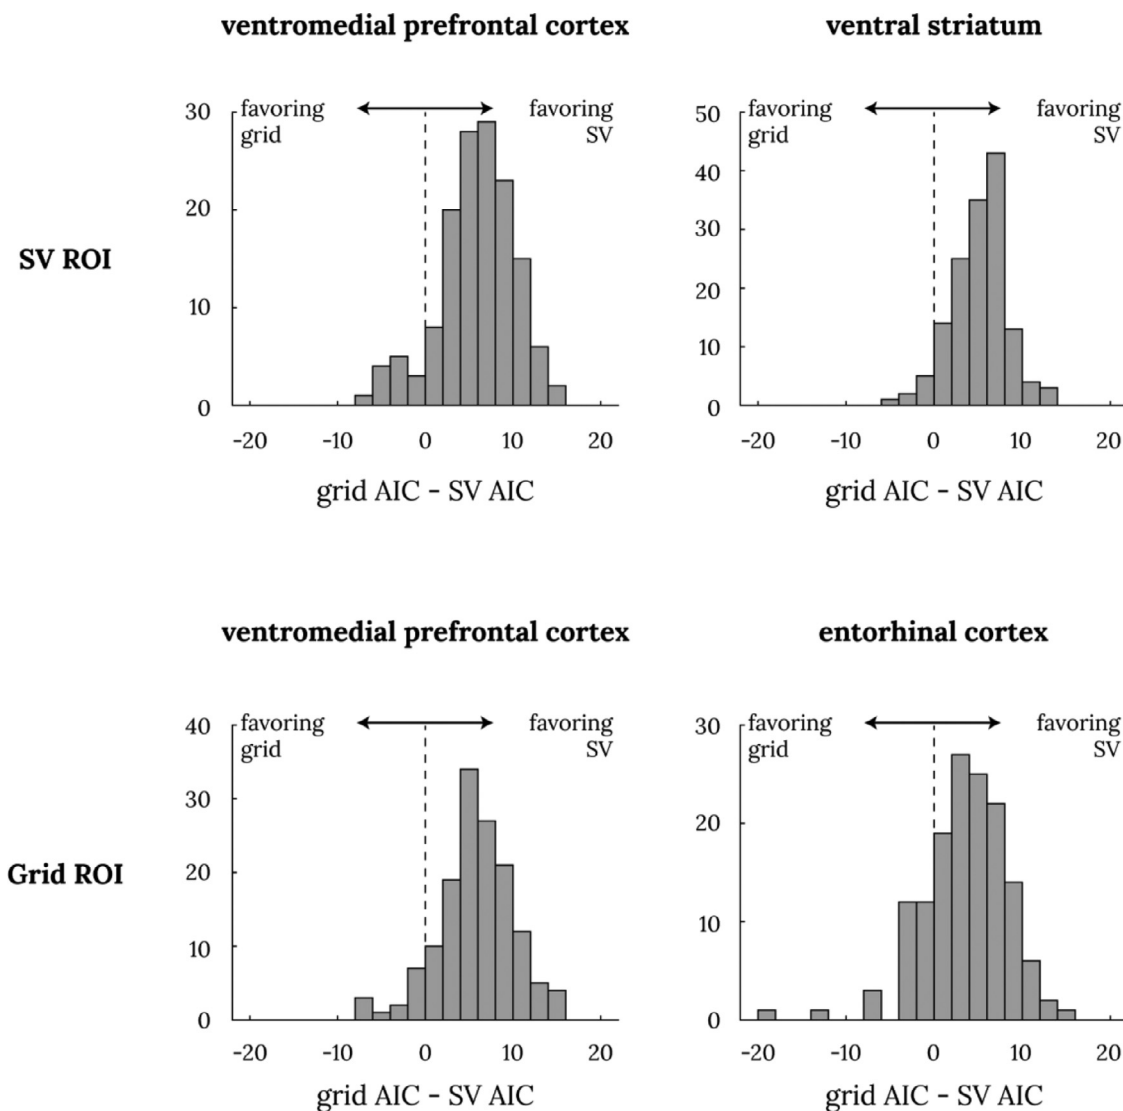 ventromedial prefrontal cortex
ventral striatum
SV ROI
30
20
10
0
favoring
grid
favoring
SV
-20 -10 0 10 20
grid AIC - SV AIC
50
40
30
20
10
0
favoring
grid
favoring
SV
-20 -10 0 10 20
grid AIC - SV AIC
ventromedial prefrontal cortex
entorhinal cortex
Grid ROI
40
30
20
10
0
favoring
grid
favoring
SV
-20 -10 0 10 20
grid AIC - SV AIC
30
20
10
0
favoring
grid
favoring
SV
-20 -10 0 10 20
grid AIC - SV AIC